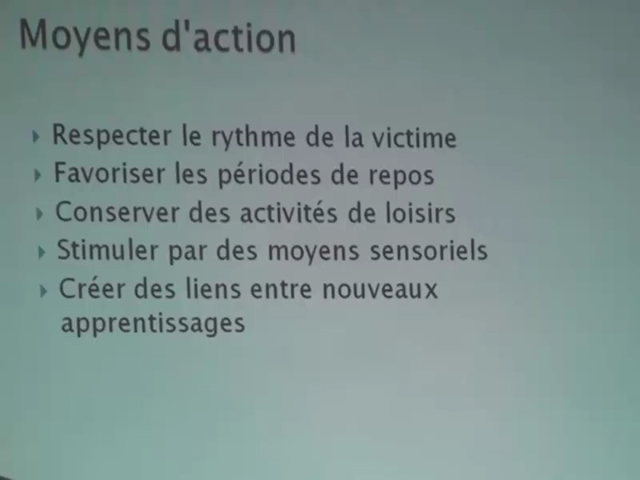 Moyens d'action
Respecter le rythme de la victime
Favoriser les périodes de repos
Conserver des activités de loisirs
Stimuler par des moyens sensoriels
Créer des liens entre nouveaux
apprentissages